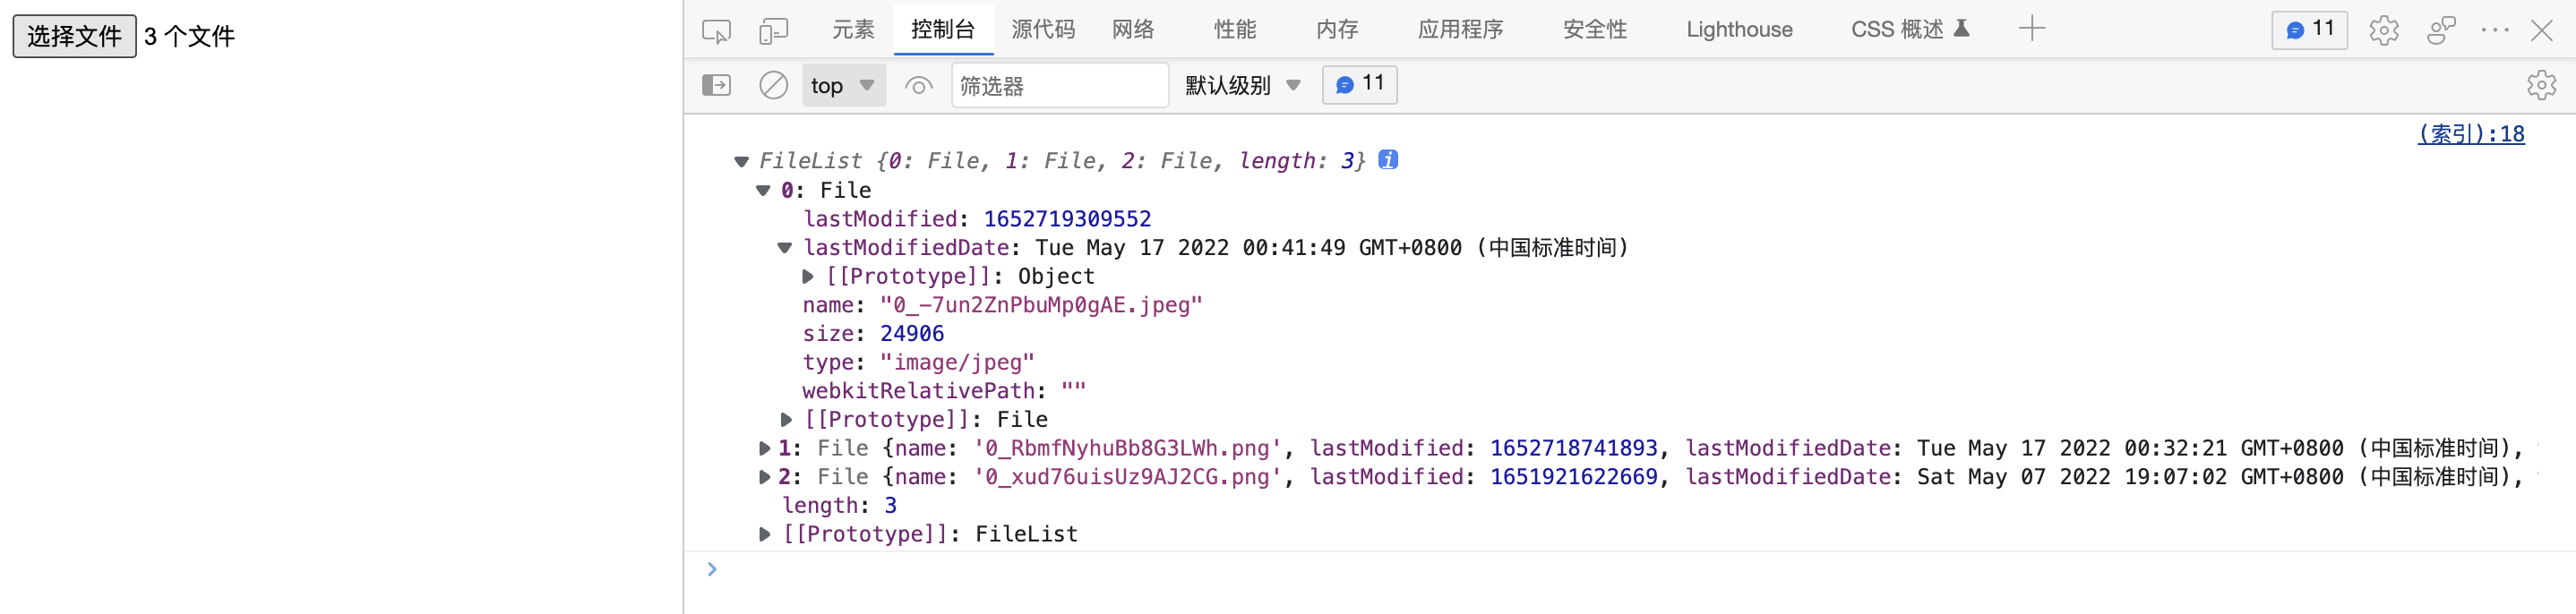 选择文件 3 个文件
元素 控制台 源代码 网络 性能 内存 应用程序 安全性 Lighthouse CSS 概述 11
top 筛选器 默认级别 11
(索引):18
FileList {0: File, 1: File, 2: File, length: 3}
0: File
lastModified: 1652719309552
lastModifiedDate: Tue May 17 2022 00:41:49 GMT+0800 (中国标准时间)
[[Prototype]]: Object
name: "0_-7un2ZnPbuMp0gAE.jpeg"
size: 24906
type: "image/jpeg"
webkitRelativePath: ""
[[Prototype]]: File
1: File {name: '0_RbmfNyhuBb8G3LWh.png', lastModified: 1652718741893, lastModifiedDate: Tue May 17 2022 00:32:21 GMT+0800 (中国标准时间),
2: File {name: '0_xud76uisUz9AJ2CG.png', lastModified: 1651921622669, lastModifiedDate: Sat May 07 2022 19:07:02 GMT+0800 (中国标准时间),
length: 3
[[Prototype]]: FileList